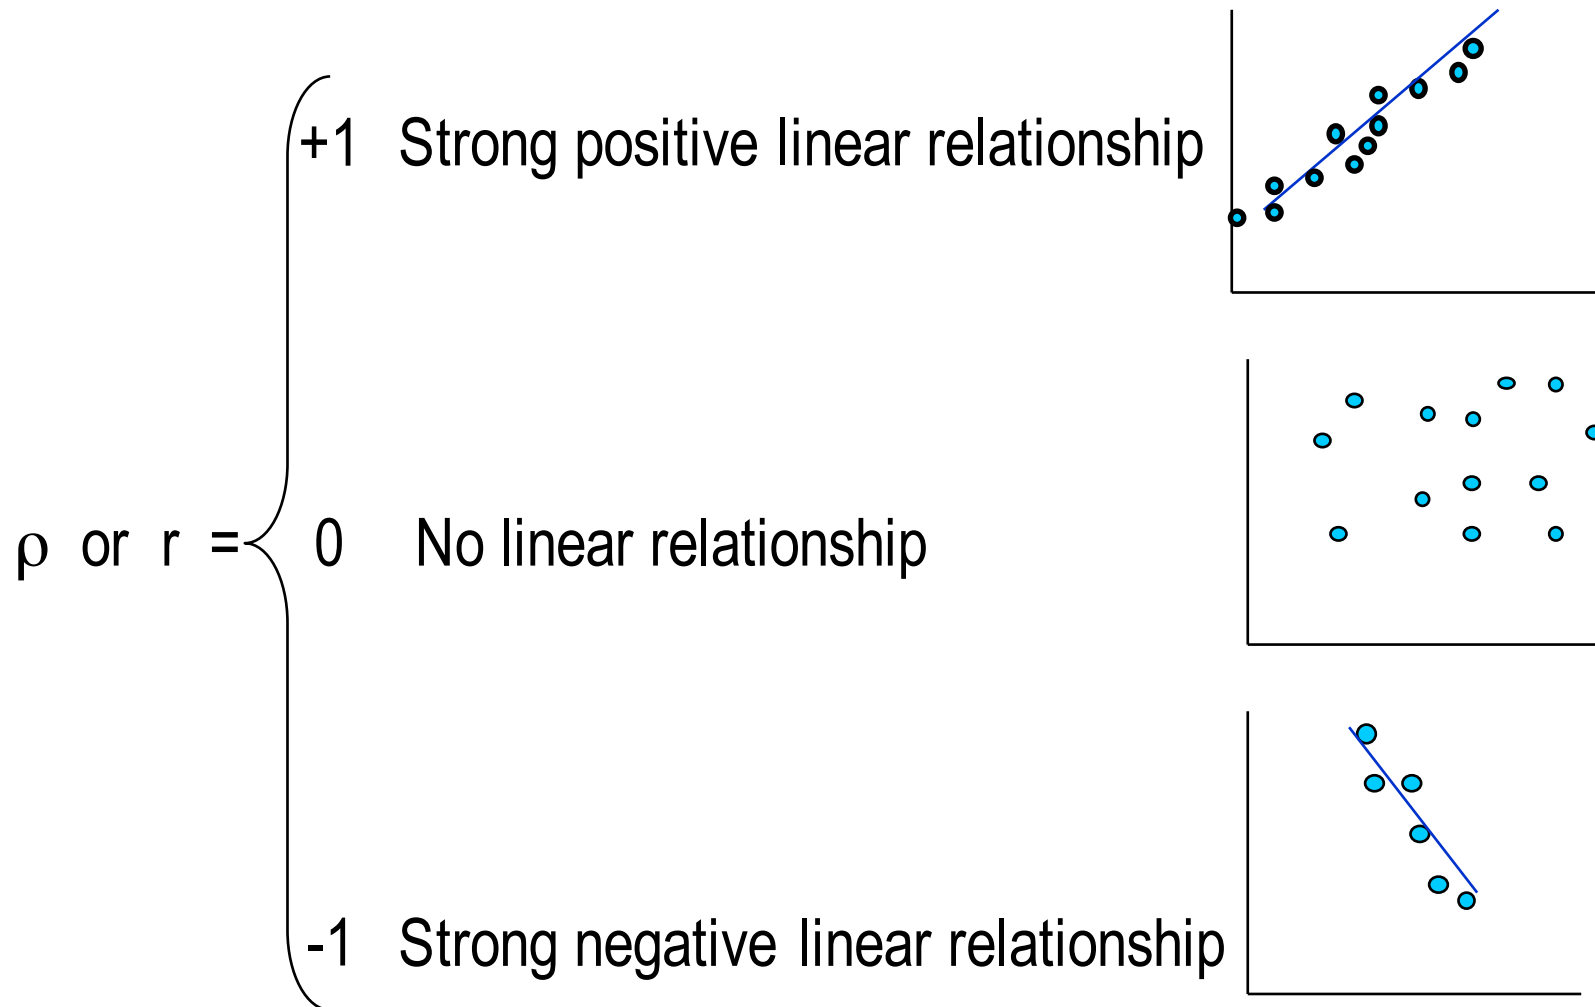 +1 Strong positive linear relationship
ρ or r = 0 No linear relationship
-1 Strong negative linear relationship